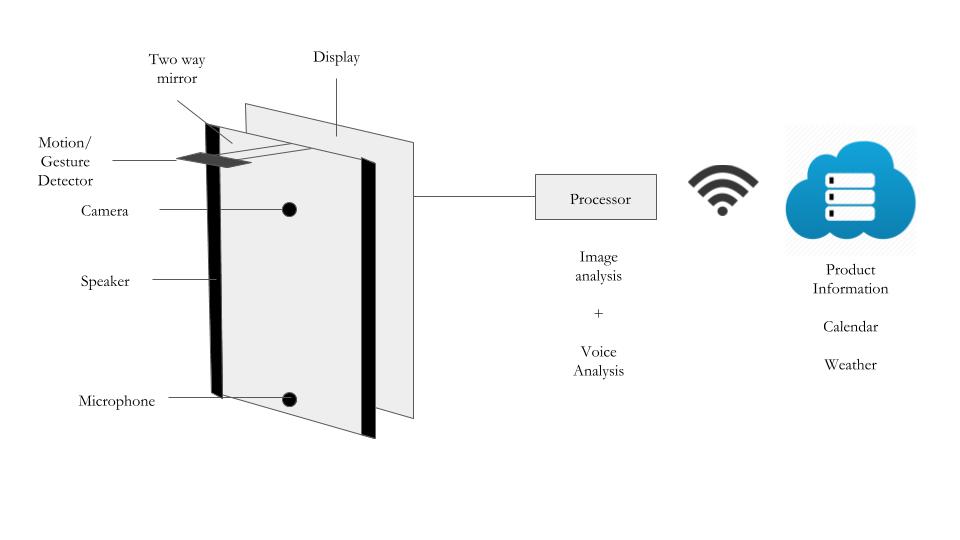 Two way
mirror
Display
Motion/
Gesture
Detector
Camera
Speaker
Microphone
Processor
Image
analysis
+
Voice
Analysis
Product
Information
Calendar
Weather